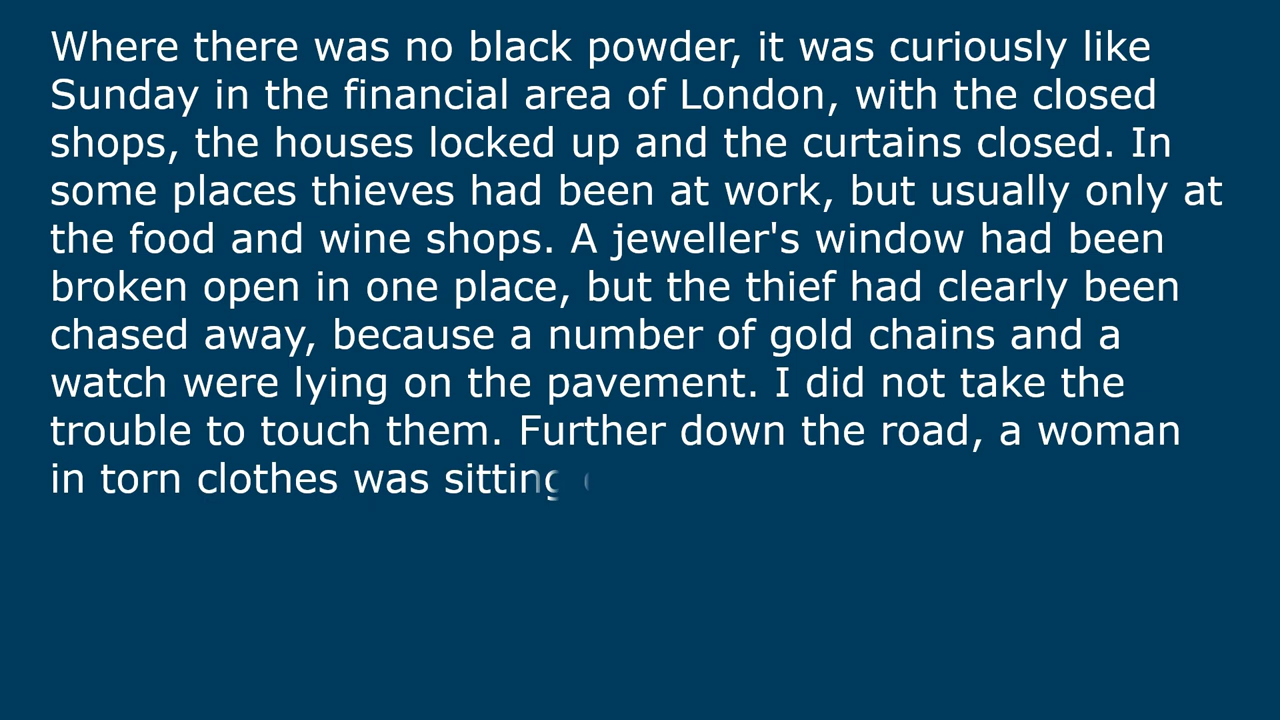 Where there was no black powder, it was curiously like
Sunday in the financial area of London, with the closed
shops, the houses locked up and the curtains closed. In
some places thieves had been at work, but usually only at
the food and wine shops. A jeweller's window had been
broken open in one place, but the thief had clearly been
chased away, because a number of gold chains and a
watch were lying on the pavement. I did not take the
trouble to touch them. Further down the road, a woman
in torn clothes was sitting